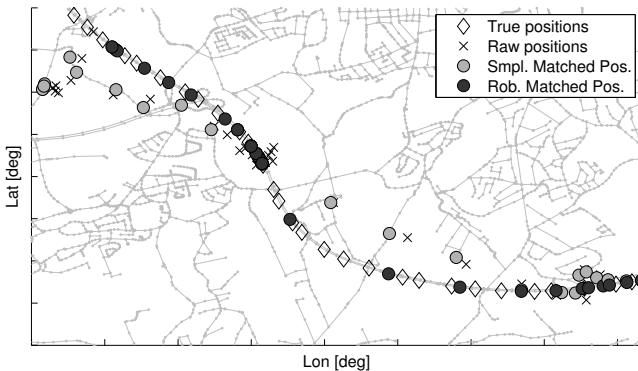 True positions
Raw positions
Smpl. Matched Pos.
Rob. Matched Pos.
Lat [deg]
Lon [deg]